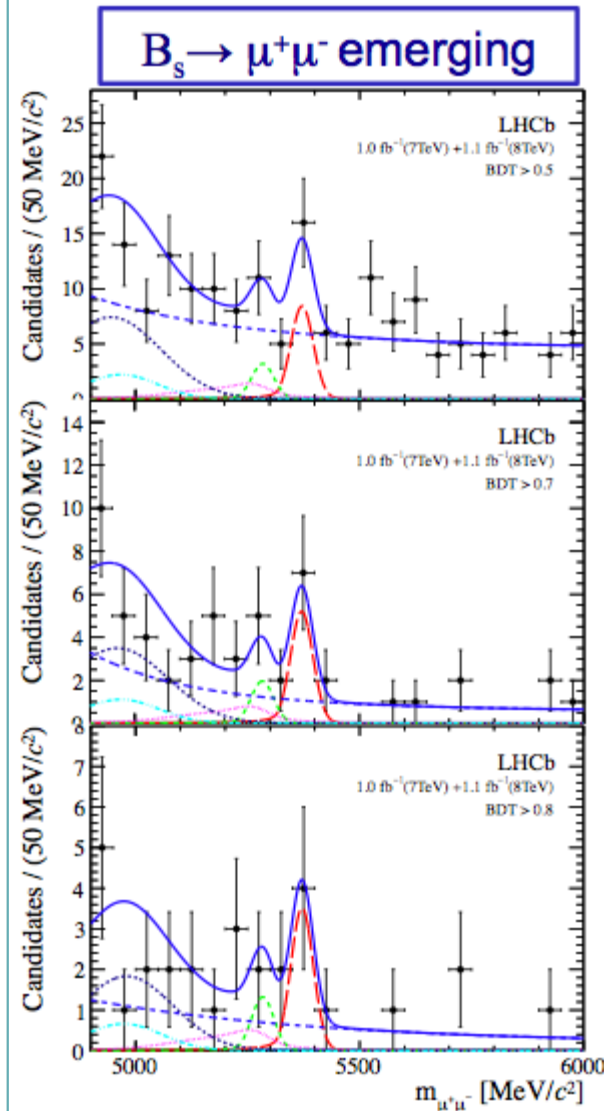 Bₛ→ μ⁺μ⁻ emerging
Candidates / (50 MeV/c²)
25
20
15
10
5
0
LHCb
1.0 fb⁻¹(7TeV) +1.1 fb⁻¹(8TeV)
BDT > 0.5
Candidates / (50 MeV/c²)
14
12
10
8
6
4
2
0
LHCb
1.0 fb⁻¹(7TeV) +1.1 fb⁻¹(8TeV)
BDT > 0.7
Candidates / (50 MeV/c²)
8
7
6
5
4
3
2
1
0
LHCb
1.0 fb⁻¹(7TeV) +1.1 fb⁻¹(8TeV)
BDT > 0.8
5000 5500 6000
m_μ⁺μ⁻ [MeV/c²]